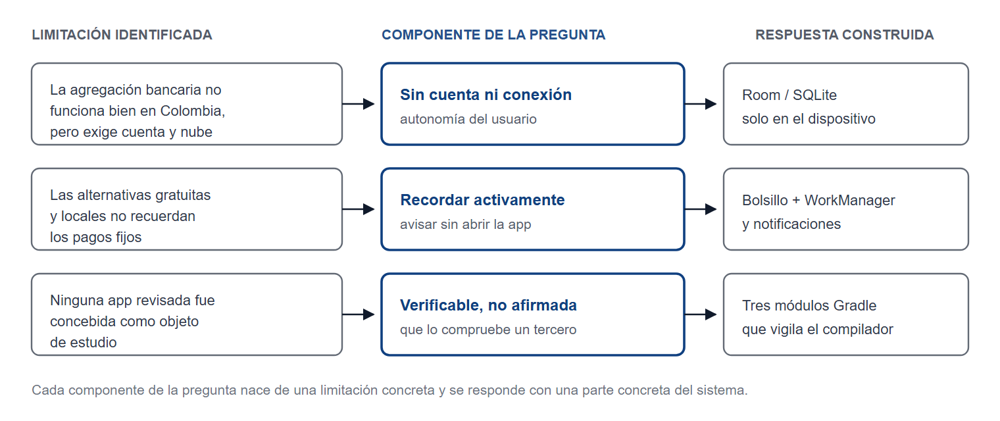 LIMITACIÓN IDENTIFICADA
COMPONENTE DE LA PREGUNTA
RESPUESTA CONSTRUIDA
La agregación bancaria no
funciona bien en Colombia,
pero exige cuenta y nube
Sin cuenta ni conexión
autonomía del usuario
Room / SQLite
solo en el dispositivo
Las alternativas gratuitas
y locales no recuerdan
los pagos fijos
Recordar activamente
avisar sin abrir la app
Bolsillo + WorkManager
y notificaciones
Ninguna app revisada fue
concebida como objeto
de estudio
Verificable, no afirmada
que lo compruebe un tercero
Tres módulos Gradle
que vigila el compilador
Cada componente de la pregunta nace de una limitación concreta y se responde con una parte concreta del sistema.